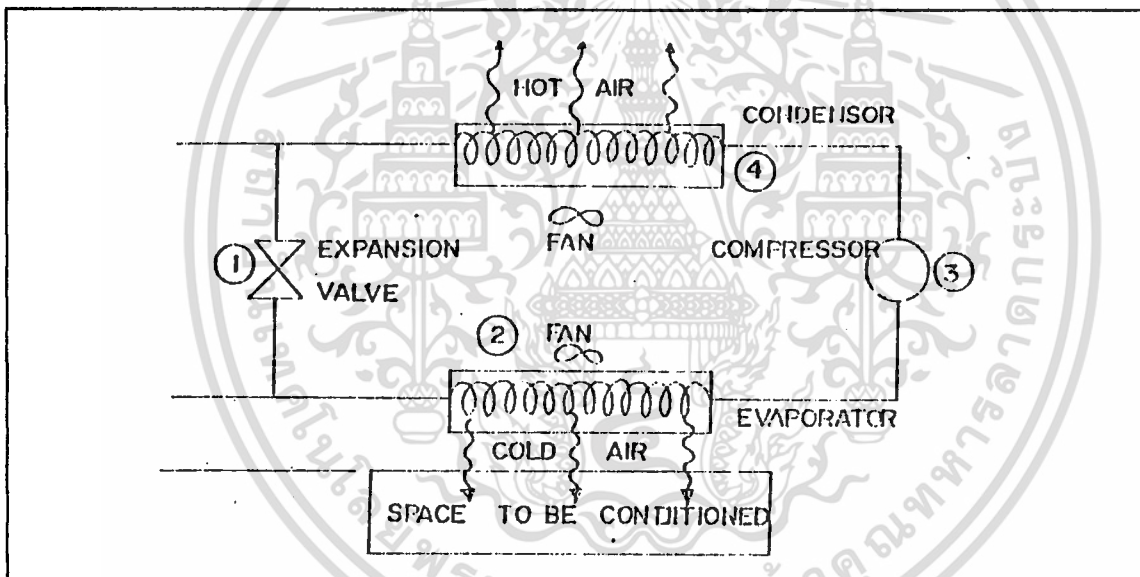 HOT AIR
CONDENSOR
4
FAN
COMPRESSOR
3
1
EXPANSION
VALVE
2
FAN
EVAPORATOR
COLD AIR
SPACE TO BE CONDITIONED